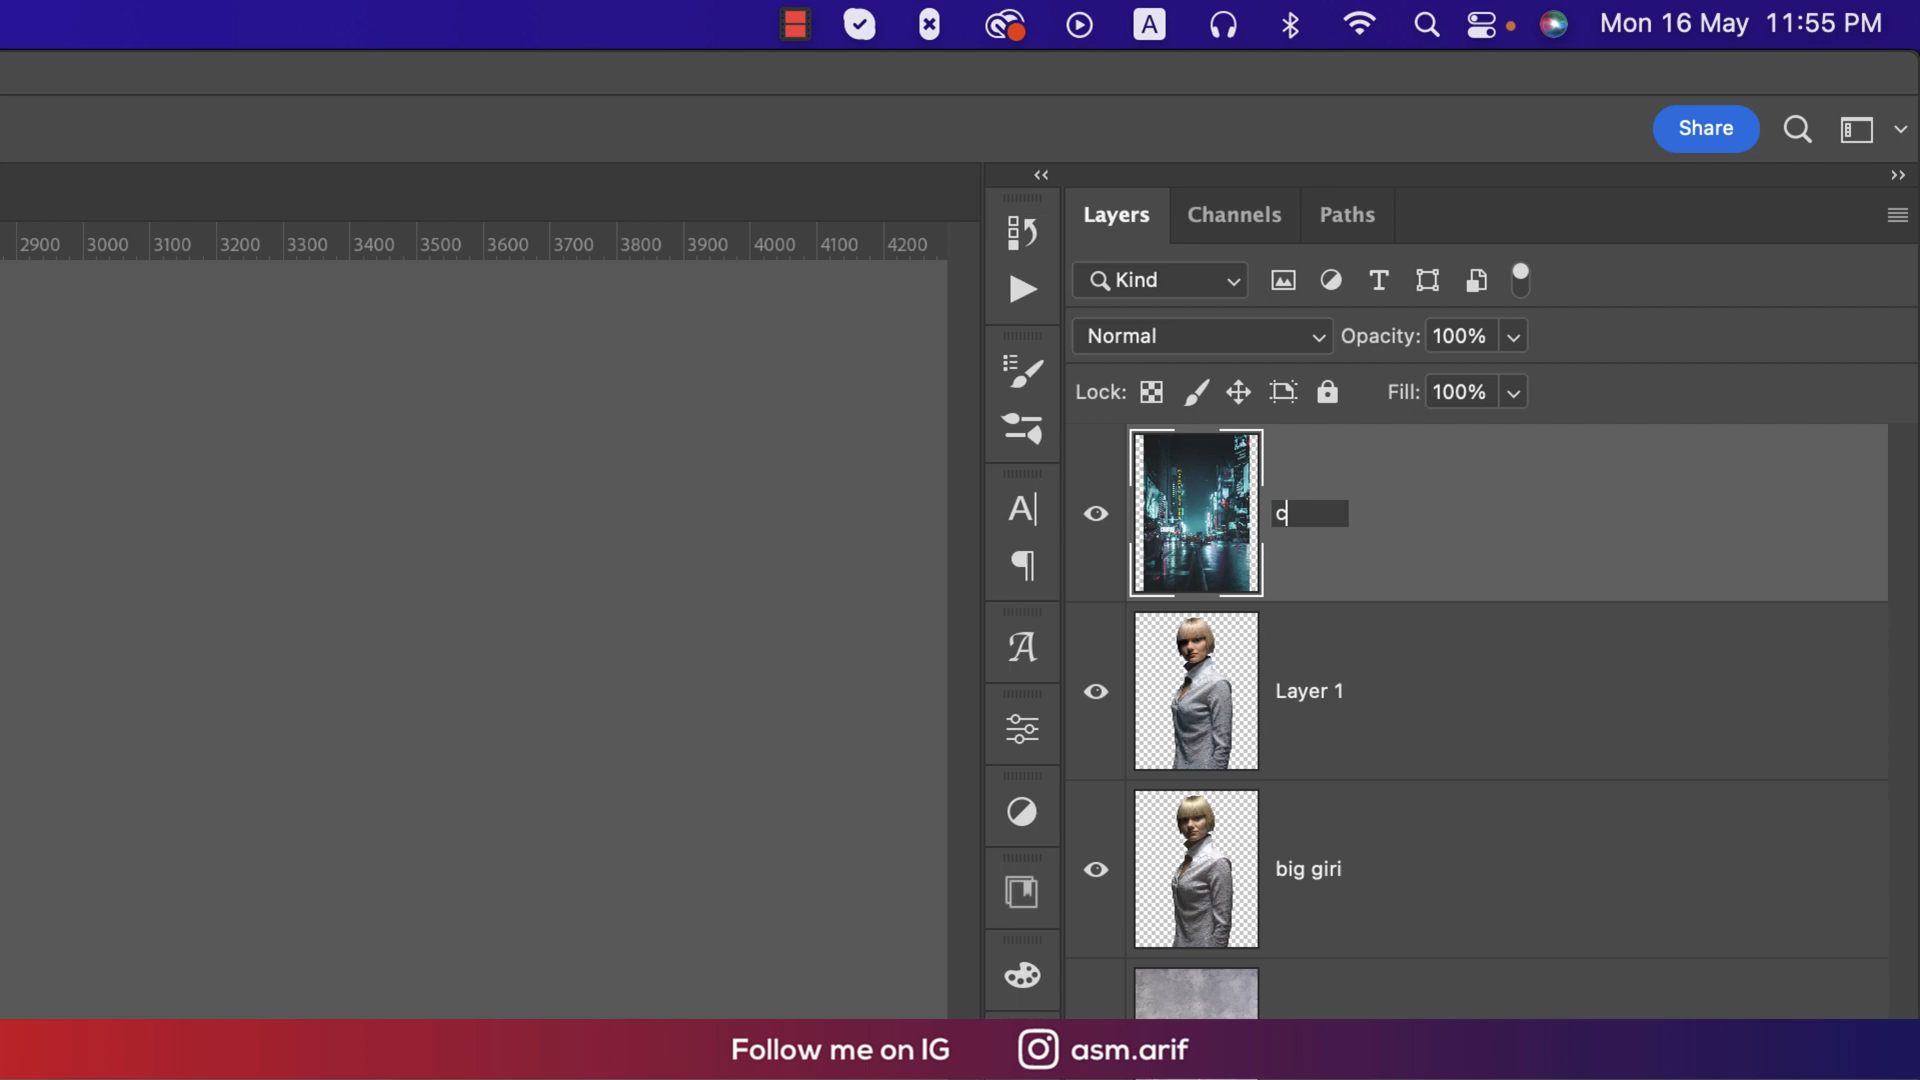 A Mon 16 May 11:55 PM
Share
Layers Channels Paths
2900 3000 3100 3200 3300 3400 3500 3600 3700 3800 3900 4000 4100 4200
Kind
Normal Opacity: 100%
Lock: Fill: 100%
c
Layer 1
big giri
Follow me on IG asm.arif